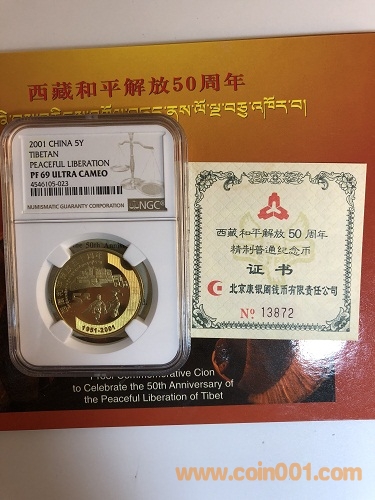 西藏和平解放50周年
2001 CHINA 5Y
TIBETAN
PEACEFUL LIBERATION
PF 69 ULTRA CAMEO
4546105-023
NUMISMATIC GUARANTY CORPORATION
NGC
the 50th
1951-2001
西藏和平解放 50 周年
精制普通纪念币
证书
北京康银阁钱币有限责任公司
No 13872
Commemorative Cion
to Celebrate the 50th Anniversary of
the Peaceful Liberation of Tibet
www.coin001.com